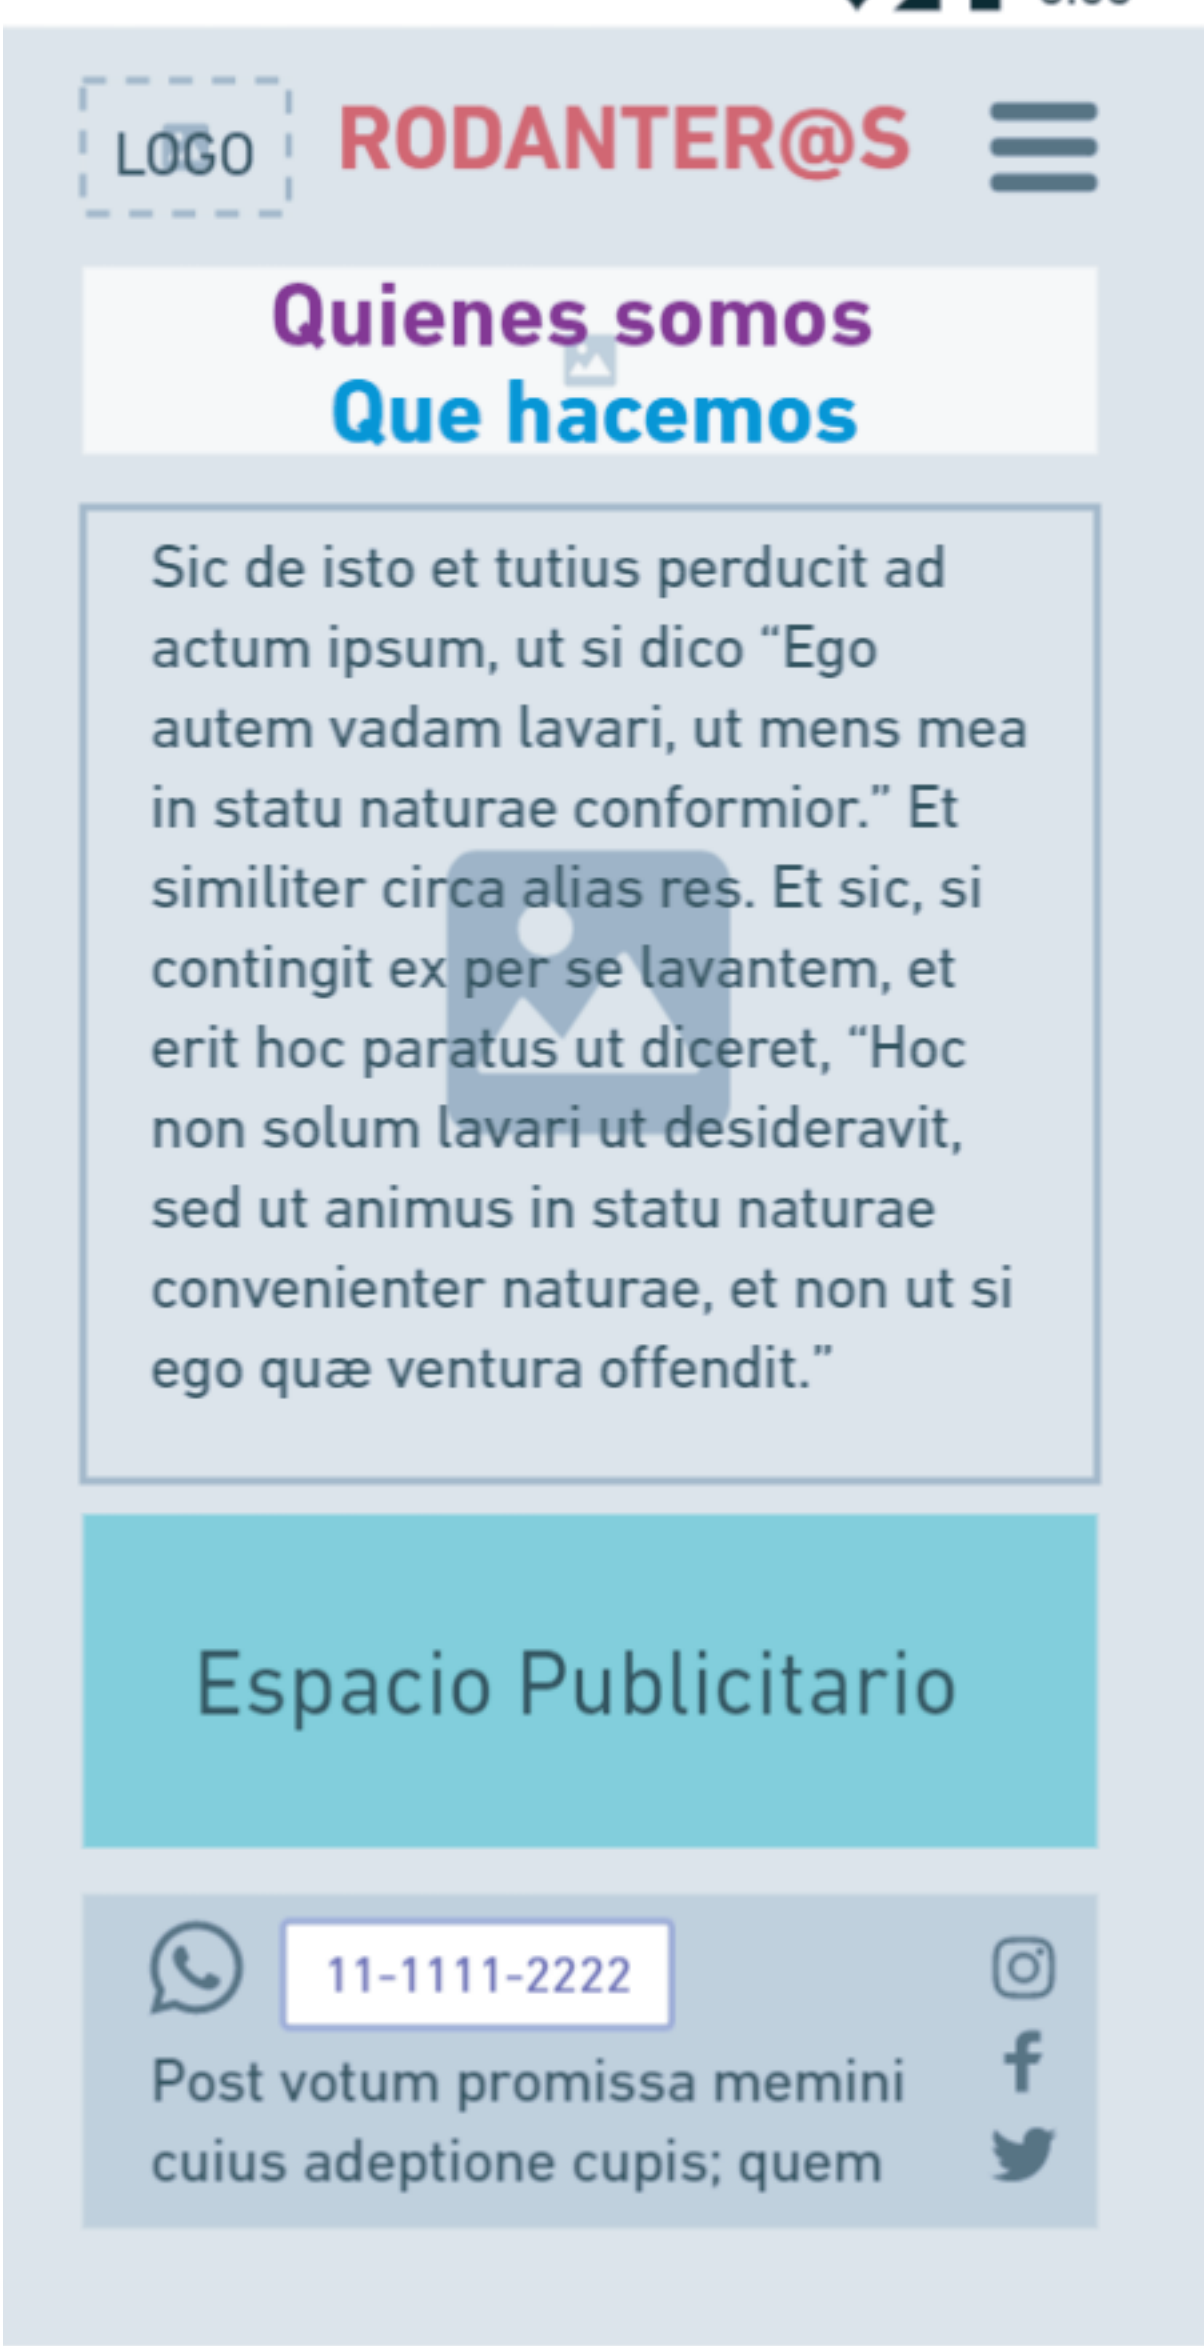 LOGO
RODANTER@S
Quienes somos
Que hacemos
Sic de isto et tutius perducit ad
actum ipsum, ut si dico “Ego
autem vadam lavari, ut mens mea
in statu naturae conformior.” Et
similiter circa alias res. Et sic, si
contingit ex per se lavantem, et
erit hoc paratus ut diceret, “Hoc
non solum lavari ut desideravit,
sed ut animus in statu naturae
convenienter naturae, et non ut si
ego quæ ventura offendit.”
Espacio Publicitario
11-1111-2222
Post votum promissa memini
cuius adeptione cupis; quem